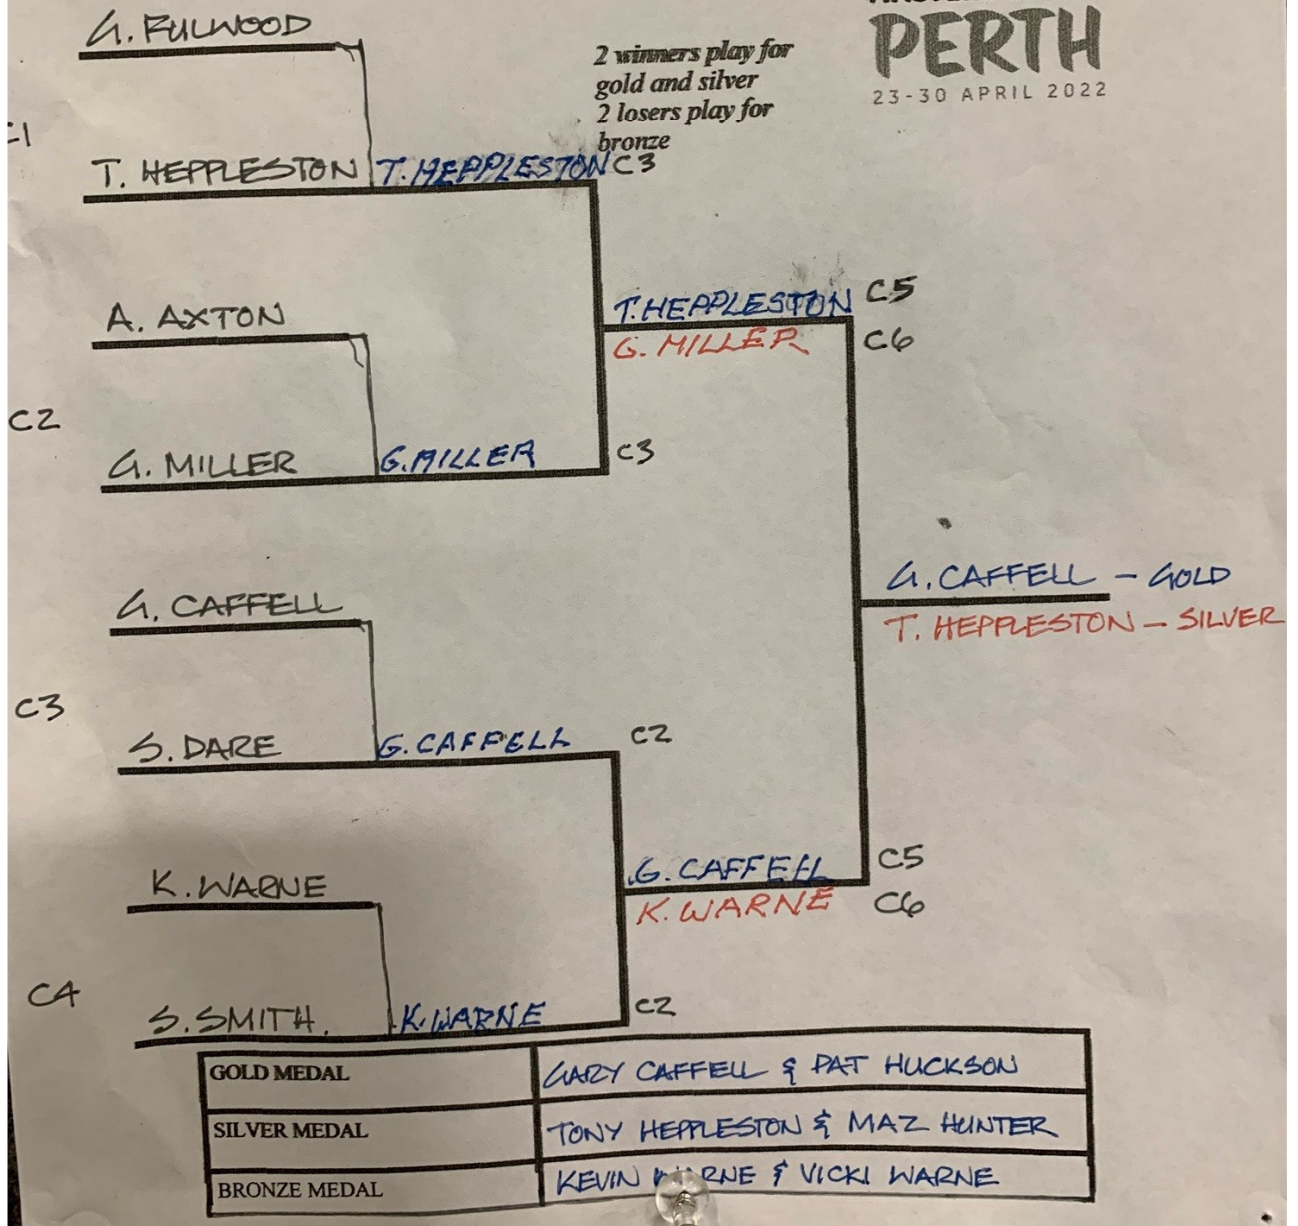 G. FULWOOD
2 winners play for
gold and silver
2 losers play for
bronze
PERTH
23-30 APRIL 2022
T. HEPPLESTON T. HEPPLESTON C3
A. AXTON
T. HEPPLESTON C5
G. MILLER C6
C2
G. MILLER G. MILLER C3
G. CAFFELL
G. CAFFELL - GOLD
T. HEPPLESTON - SILVER
C3
S. DARE G. CAFFELL C2
K. WARNE
G. CAFFELL C5
K. WARNE C6
C4
S. SMITH. K. WARNE C2
GOLD MEDAL GARY CAFFELL & PAT HUCKSON
SILVER MEDAL TONY HEPPLESTON & MAZ HUNTER
BRONZE MEDAL KEVIN WARNE & VICKI WARNE